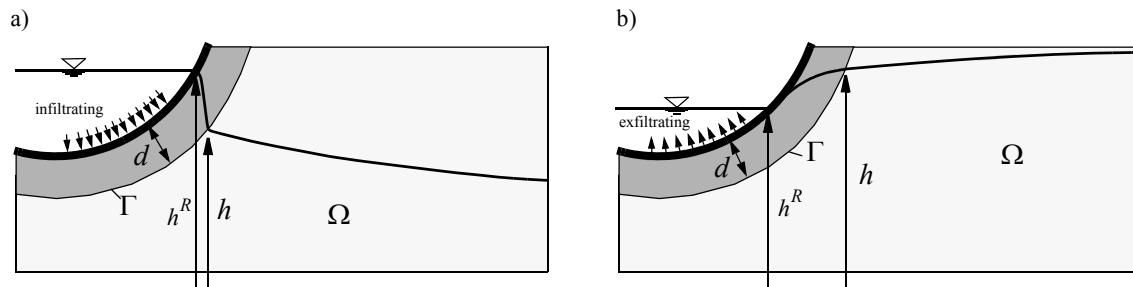 a)
b)
infiltrating
d
Γ
h^R
h
Ω
exfiltrating
d
Γ
h^R
h
Ω